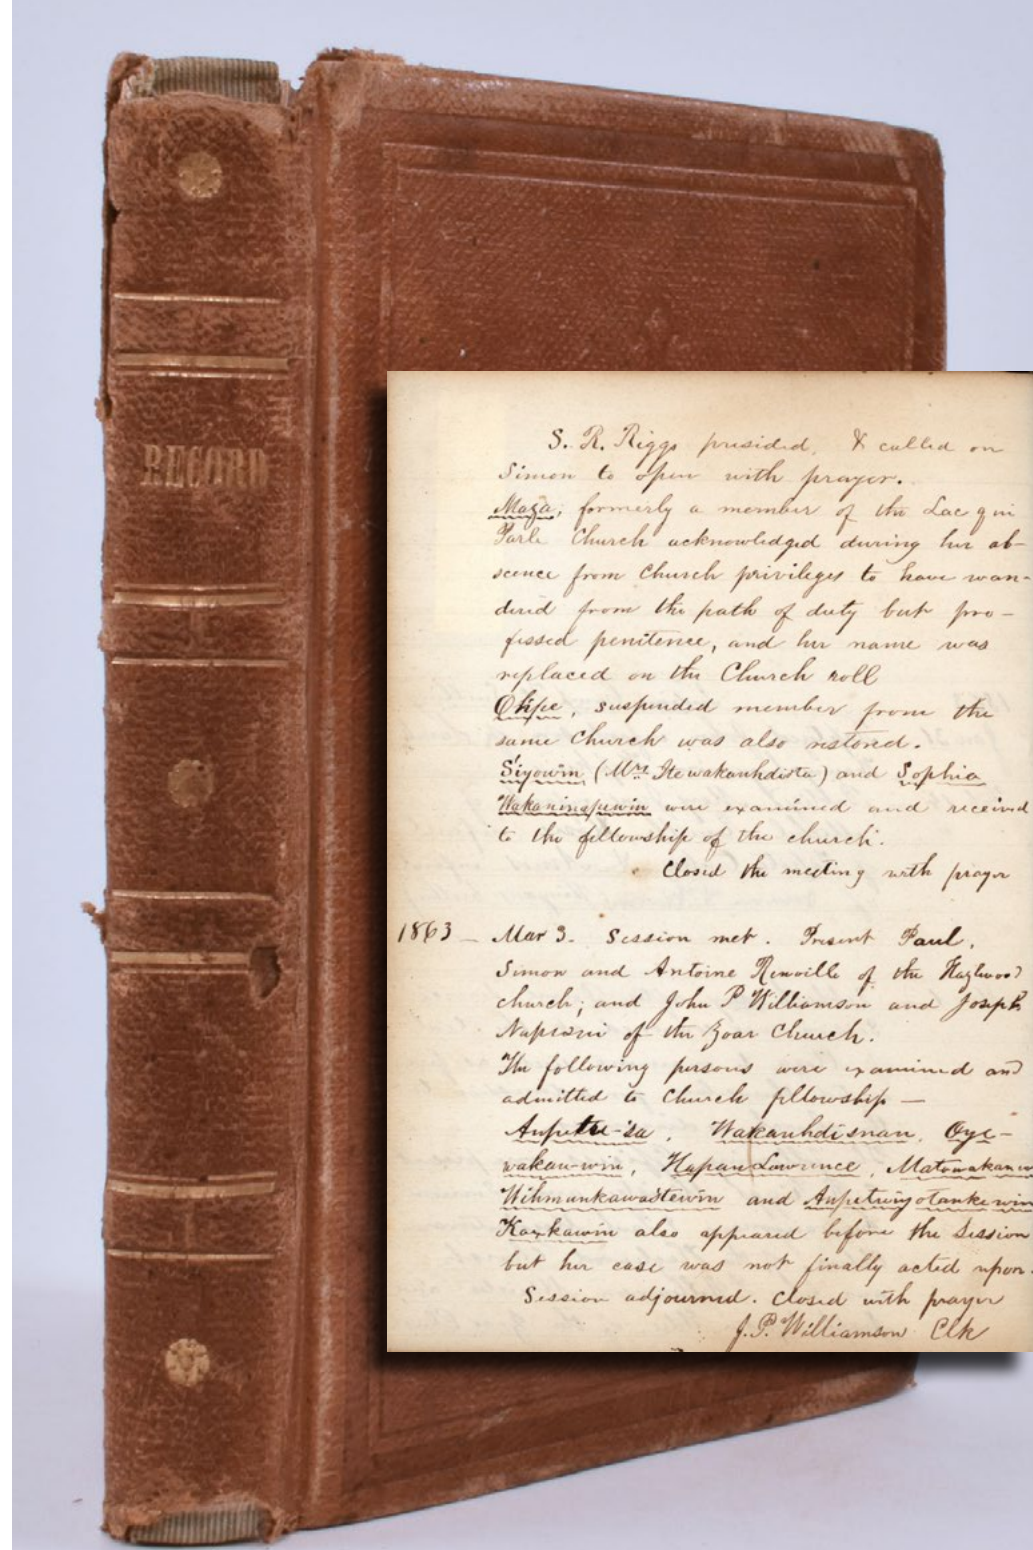 RECORD
S. R. Riggs presided, & called on
Simon to open with prayer.
Maza, formerly a member of the Lac qui
Parle Church acknowledged during her ab-
scence from Church privileges to have wan-
dered from the path of duty but pro-
fessed penitence, and her name was
replaced on the Church roll
Okipe, suspended member from the
same Church was also restored.
Siyowin (Mrs. Itewakanhdiota) and Sophia
were examined and received
to the fellowship of the church.
Closed the meeting with prayer
1863 - Mar 3. Session met. Present Paul,
Simon and Antoine Renville of the Hazlwood
church; and John P Williamson and Joseph
Napexni of the Zoar Church.
The following persons were examined and
admitted to Church fellowship —
Anpetu-sa, Wakanhdisnan, Oye-
wakan-win, Hapan Lawrence, Matowakanw
Wihmunkawastewin and Anpetuiyotankewin
Kaxkawin also appeared before the Session
but her case was not finally acted upon.
Session adjourned. Closed with prayer
J. P. Williamson Clk